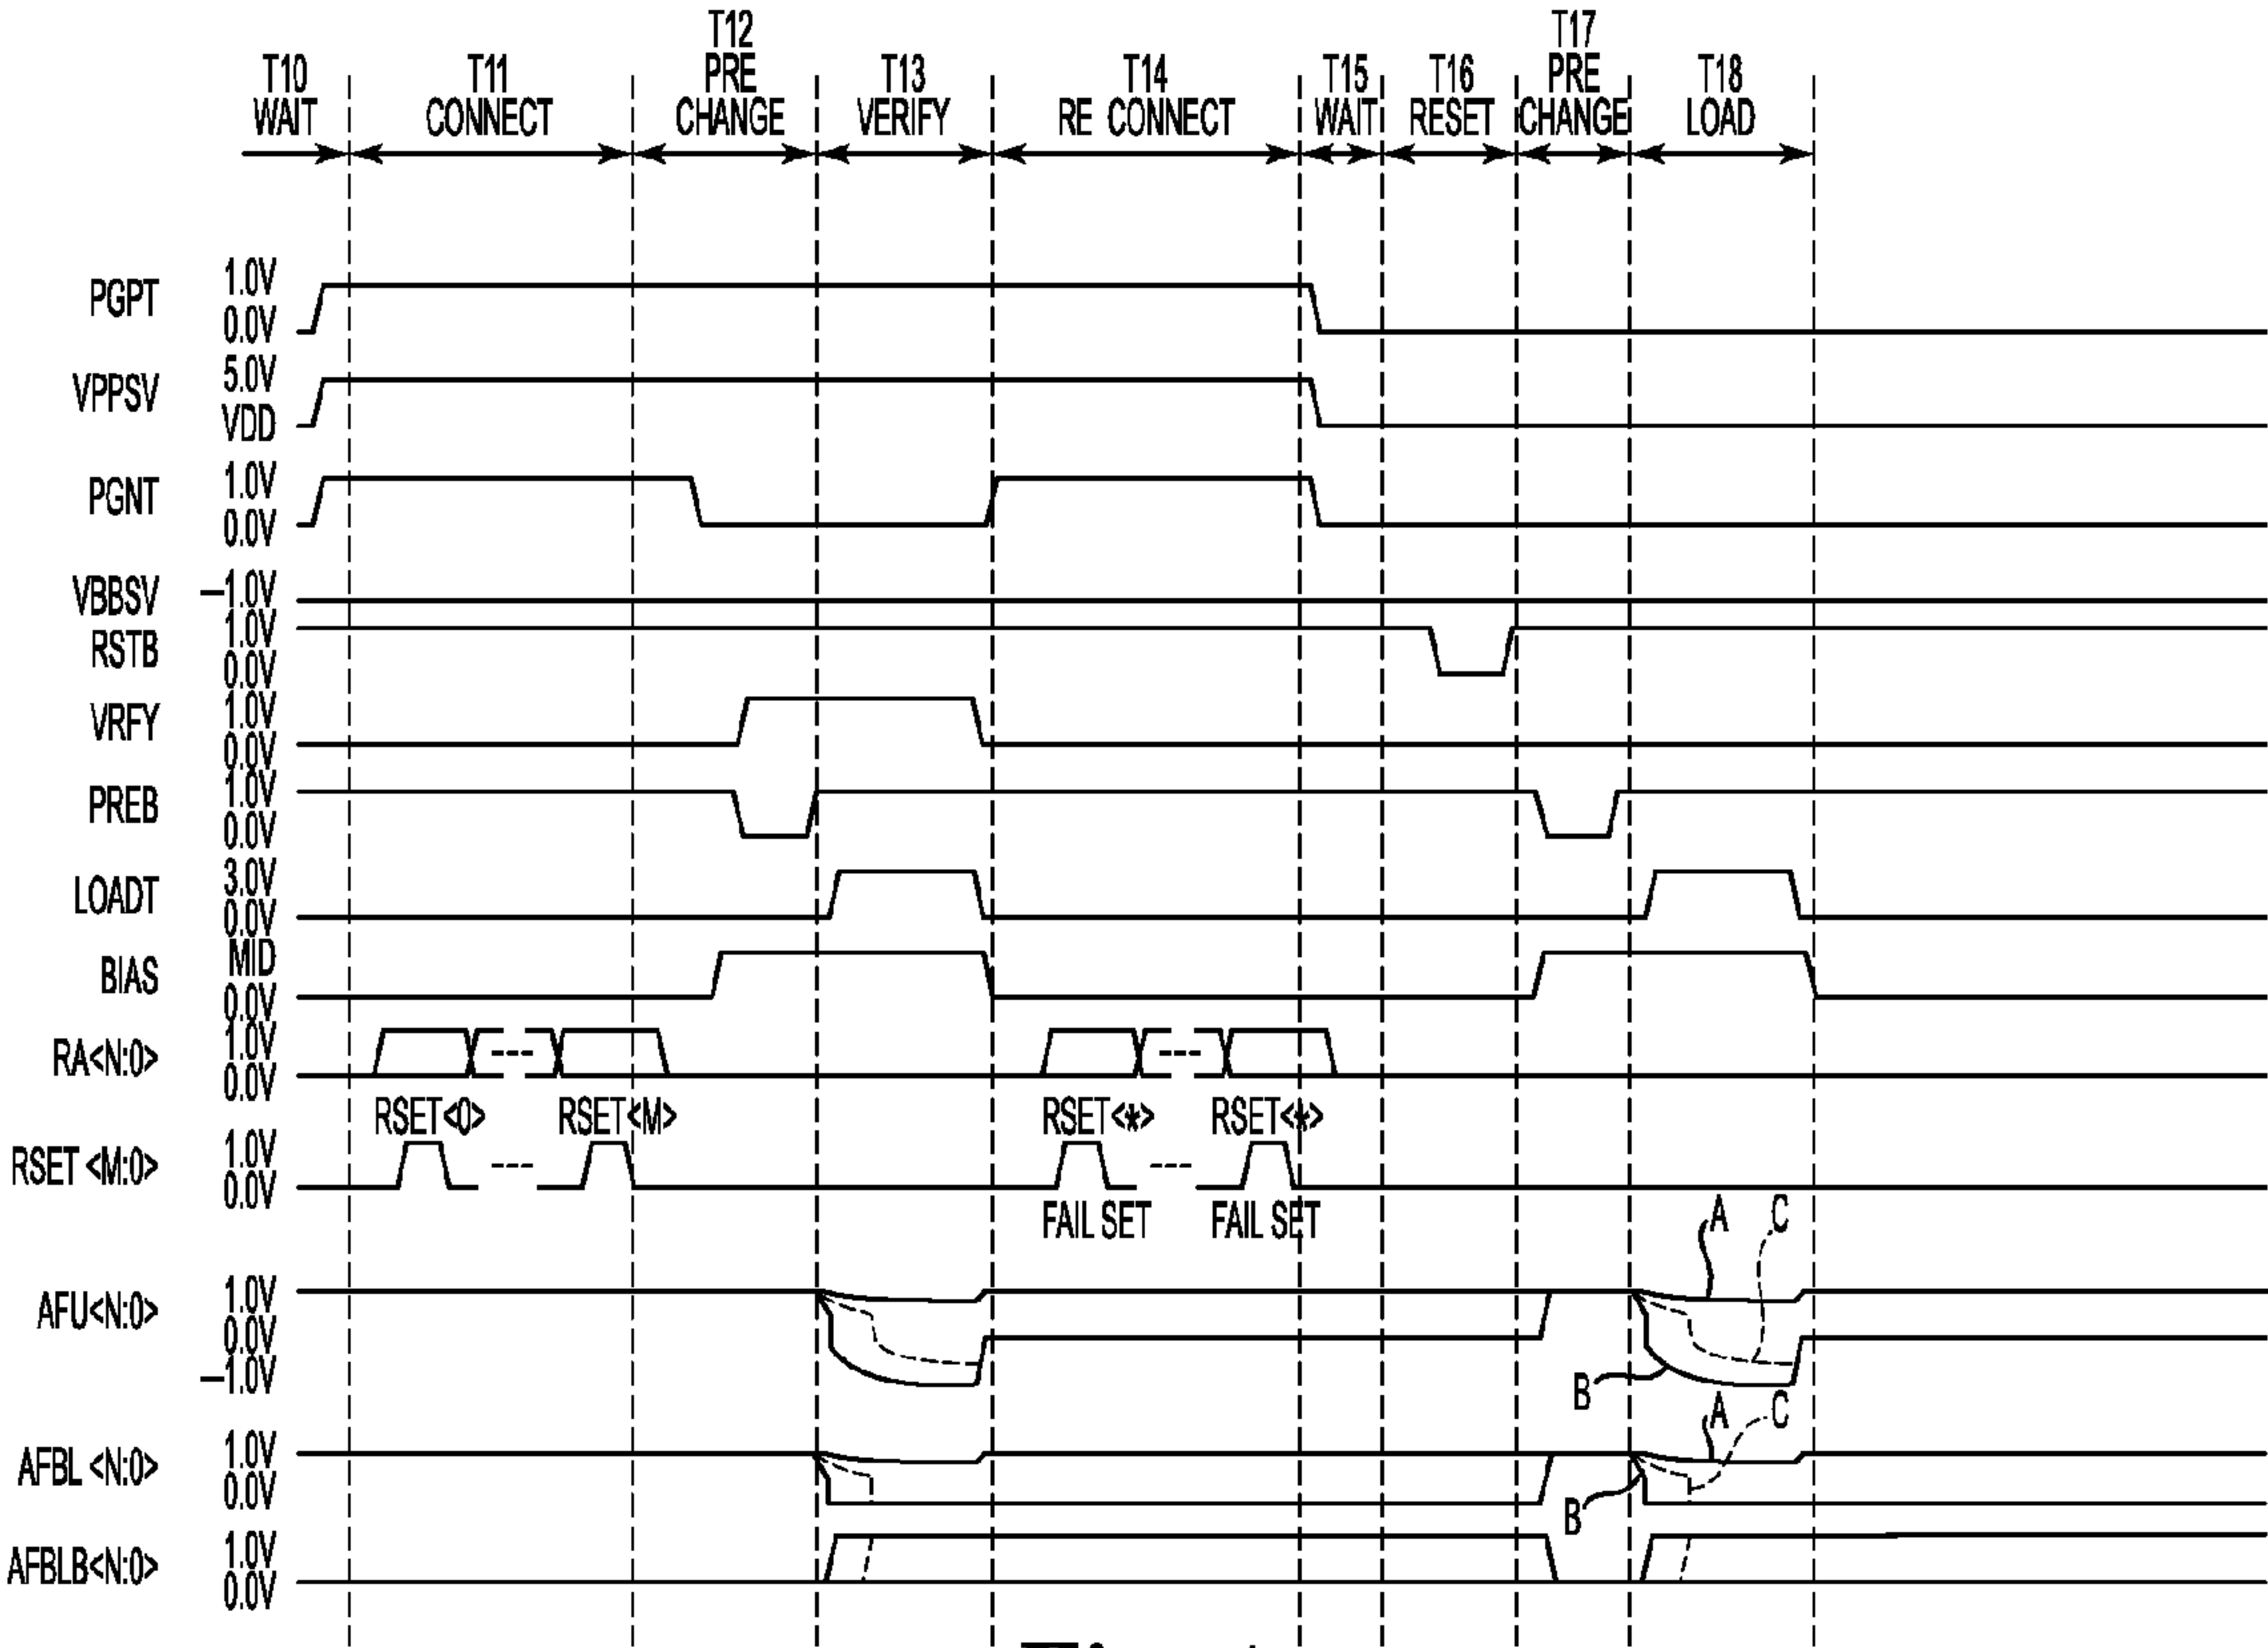 T10
WAIT
T11
CONNECT
T12
PRE
CHANGE
T13
VERIFY
T14
RE CONNECT
T15
WAIT
T16
RESET
T17
PRE
CHANGE
T18
LOAD
PGPT
1.0V
0.0V
VPPSV
5.0V
VDD
PGNT
1.0V
0.0V
VBBSV
–1.0V
RSTB
1.0V
0.0V
VRFY
1.0V
0.0V
PREB
1.0V
0.0V
LOADT
3.0V
0.0V
BIAS
MID
0.0V
RA<N:0>
1.0V
0.0V
RSET<0>
RSET<M>
RSET<*>
RSET<*>
RSET <M:0>
1.0V
0.0V
FAIL SET
FAIL SET
AFU<N:0>
1.0V
0.0V
–1.0V
A
C
B
AFBL <N:0>
1.0V
0.0V
A
C
B
AFBLB<N:0>
1.0V
0.0V